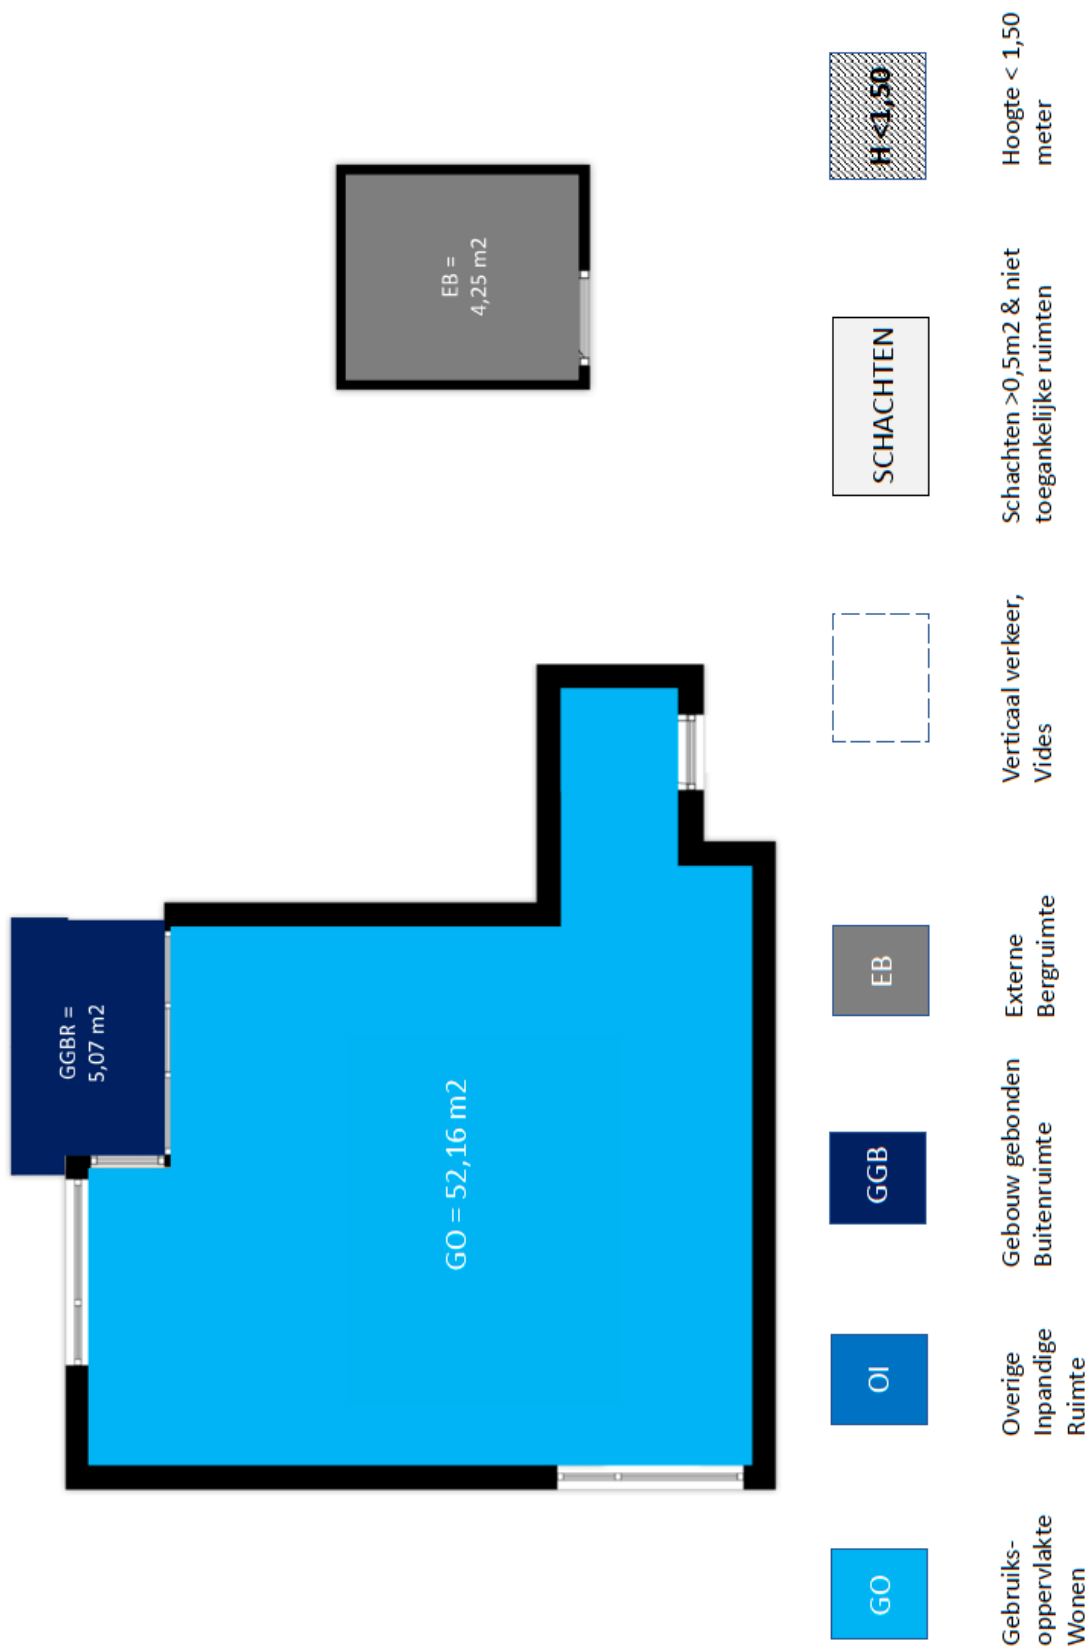 GGBR =
5,07 m2
GO = 52,16 m2
EB =
4,25 m2
GO
Gebruiks-
oppervlakte
Wonen
OI
Overige
Inpandige
Ruimte
GGB
Gebouw gebonden
Buitenruimte
EB
Externe
Bergruimte
Verticaal verkeer,
Vides
SCHACHTEN
Schachten >0,5m2 & niet
toegankelijke ruimten
H <1,50
Hoogte < 1,50
meter